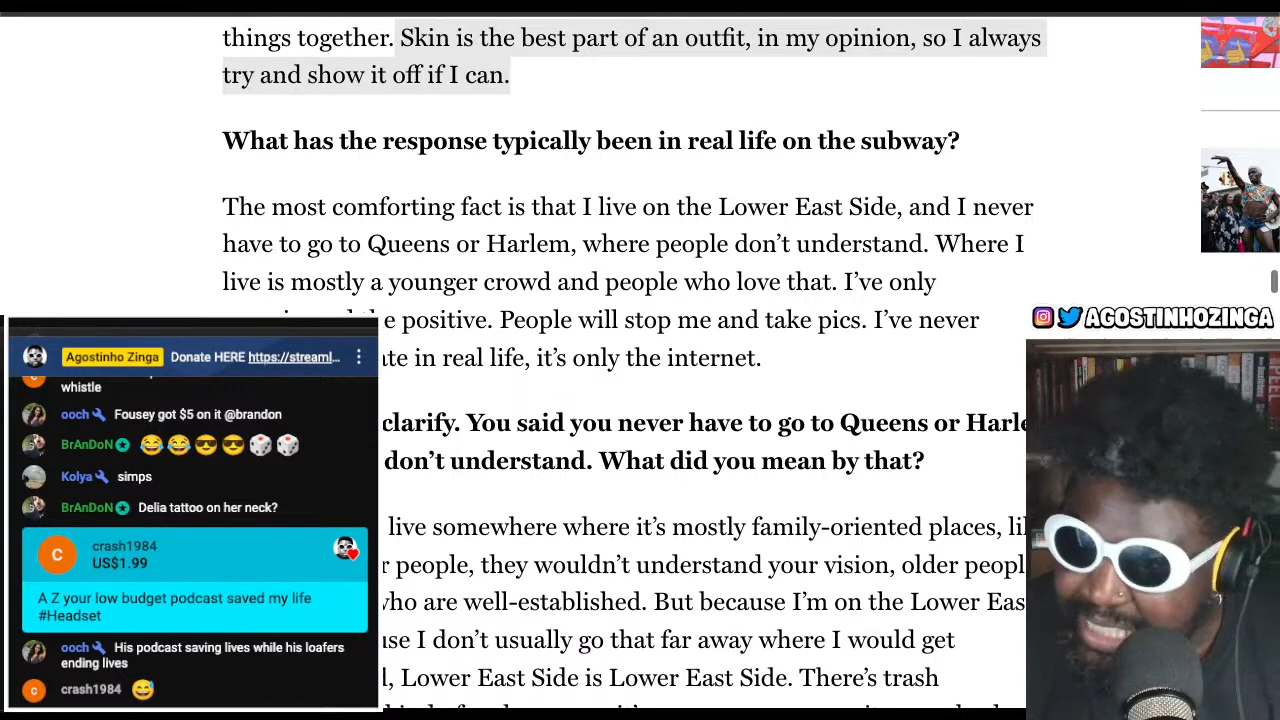 things together. Skin is the best part of an outfit, in my opinion, so I always
try and show it off if I can.
What has the response typically been in real life on the subway?
The most comforting fact is that I live on the Lower East Side, and I never
have to go to Queens or Harlem, where people don’t understand. Where I
live is mostly a younger crowd and people who love that. I’ve only
e positive. People will stop me and take pics. I’ve never
ate in real life, it’s only the internet.
clarify. You said you never have to go to Queens or Harle
don’t understand. What did you mean by that?
live somewhere where it’s mostly family-oriented places, li
r people, they wouldn’t understand your vision, older peopl
who are well-established. But because I’m on the Lower Eas
use I don’t usually go that far away where I would get
l, Lower East Side is Lower East Side. There’s trash
Agostinho Zinga Donate HERE https://streaml...
whistle
ooch Fousey got $5 on it @brandon
BrAnDoN
Kolya simps
BrAnDoN Delia tattoo on her neck?
C
crash1984
US$1.99
A Z your low budget podcast saved my life
#Headset
ooch His podcast saving lives while his loafers
ending lives
c crash1984
AGOSTINHOZINGA